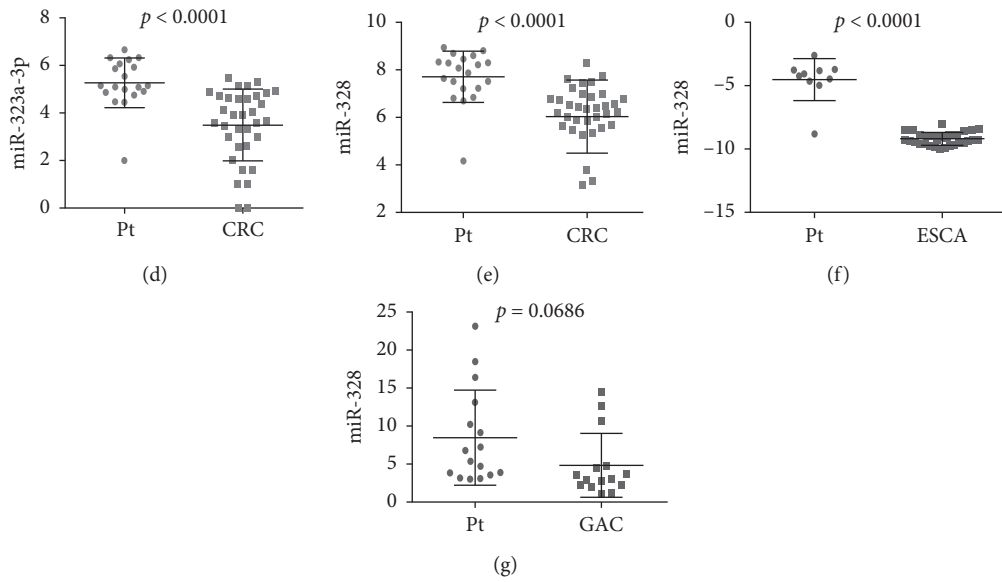 p < 0.0001
miR-323a-3p
8
6
4
2
0
Pt
CRC
(d)
p < 0.0001
miR-328
10
8
6
4
2
Pt
CRC
(e)
p < 0.0001
miR-328
0
−5
−10
−15
Pt
ESCA
(f)
p = 0.0686
miR-328
25
20
15
10
5
0
Pt
GAC
(g)